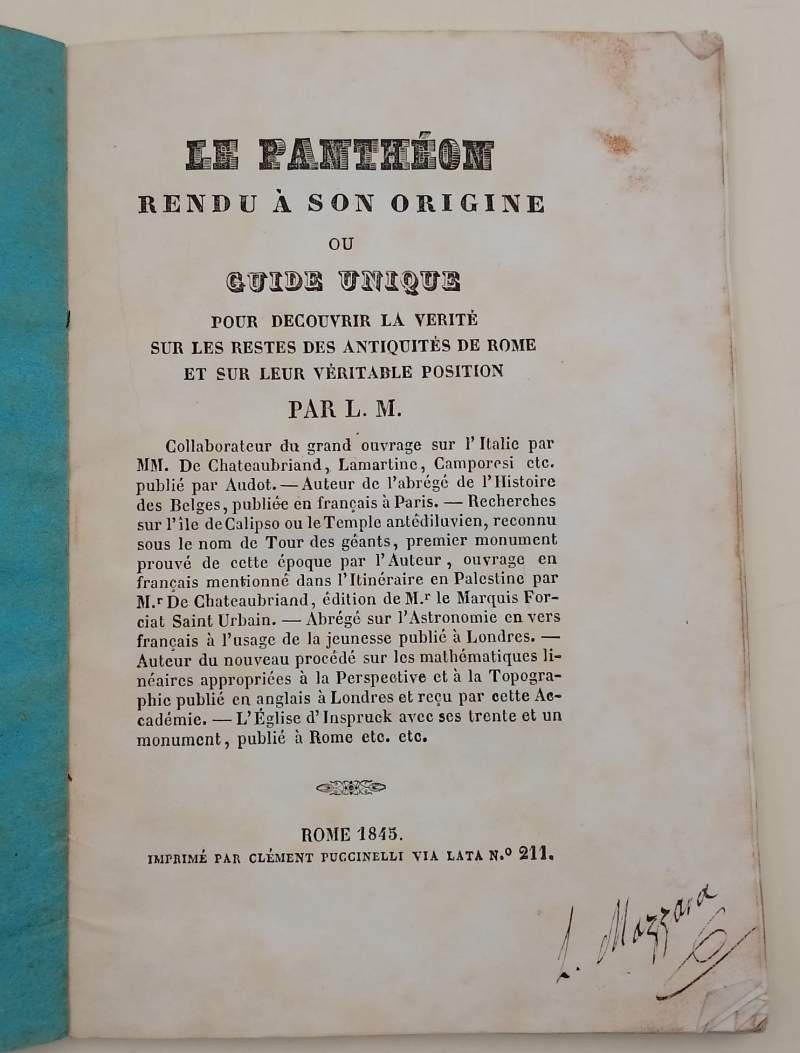 LE PANTHÉON
RENDU À SON ORIGINE
OU
GUIDE UNIQUE
POUR DECOUVRIR LA VERITÉ
SUR LES RESTES DES ANTIQUITÉS DE ROME
ET SUR LEUR VÉRITABLE POSITION
PAR L. M.
Collaborateur du grand ouvrage sur l'Italie par
MM. De Chateaubriand, Lamartine, Camporesi etc.
publié par Audot. — Auteur de l'abrégé de l'Histoire
des Belges, publiée en français à Paris. — Recherches
sur l'île de Calipso ou le Temple antédiluvien, reconnu
sous le nom de Tour des géants, premier monument
prouvé de cette époque par l'Auteur, ouvrage en
français mentionné dans l'Itinéraire en Palestine par
M.r De Chateaubriand, édition de M.r le Marquis For-
ciat Saint Urbain. — Abrégé sur l'Astronomie en vers
français à l'usage de la jeunesse publié à Londres. —
Auteur du nouveau procédé sur les mathématiques li-
néaires appropriées à la Perspective et à la Topogra-
phie publié en anglais à Londres et reçu par cette Ac-
cadémie. — L'Église d'Inspruck avec ses trente et un
monument, publié à Rome etc. etc.
ROME 1845.
IMPRIMÉ PAR CLÉMENT PUCCINELLI VIA LATA N.º 211.
L. Mazzara